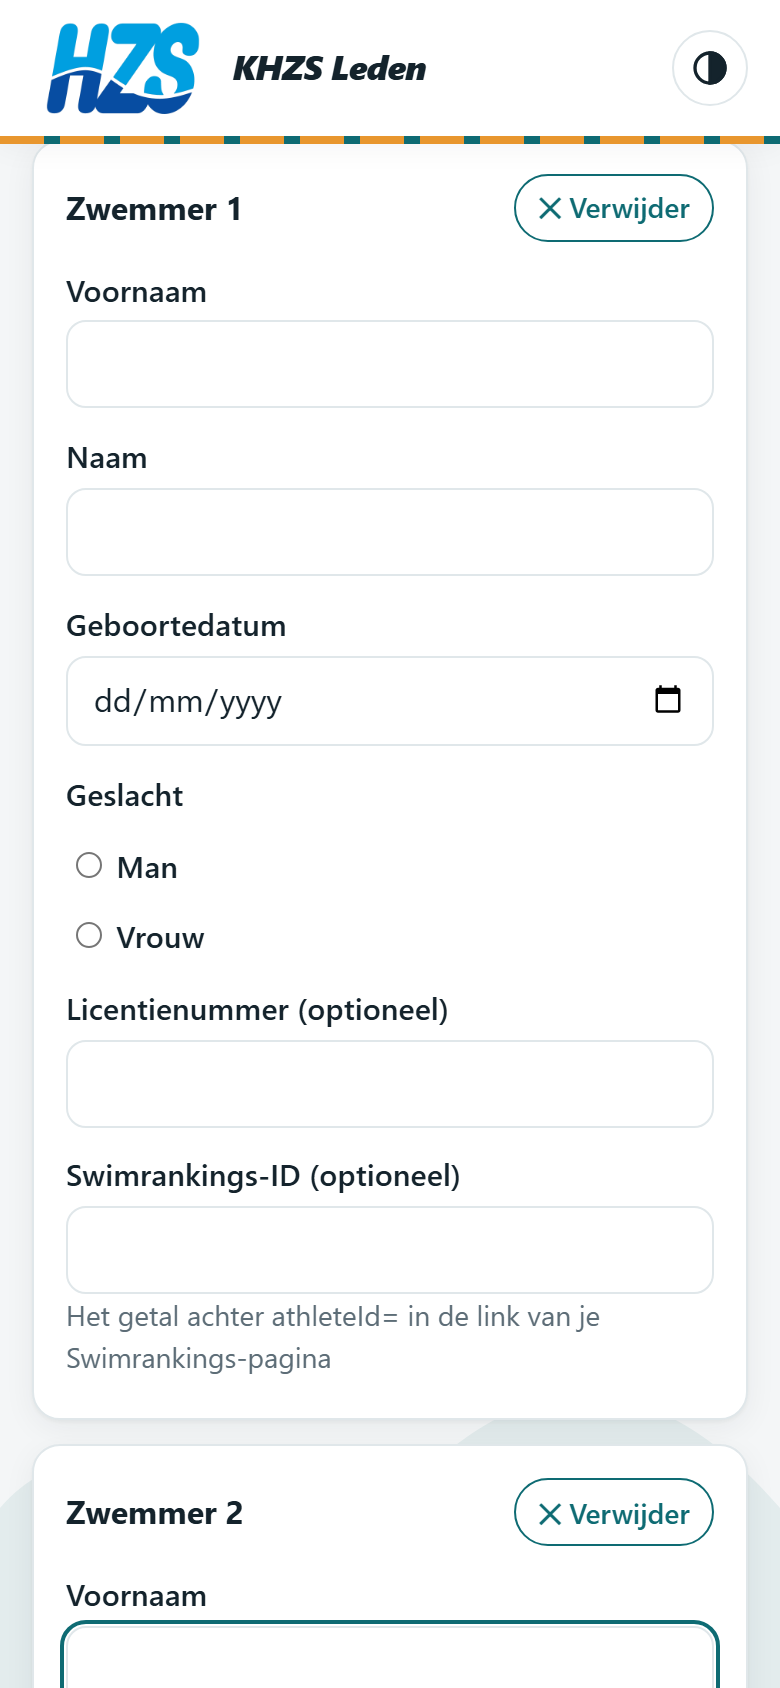 HZS
KHZS Leden
Zwemmer 1
Verwijder
Voornaam
Naam
Geboortedatum
dd/mm/yyyy
Geslacht
Man
Vrouw
Licentienummer (optioneel)
Swimrankings-ID (optioneel)
Het getal achter athleteId= in de link van je
Swimrankings-pagina
Zwemmer 2
Verwijder
Voornaam